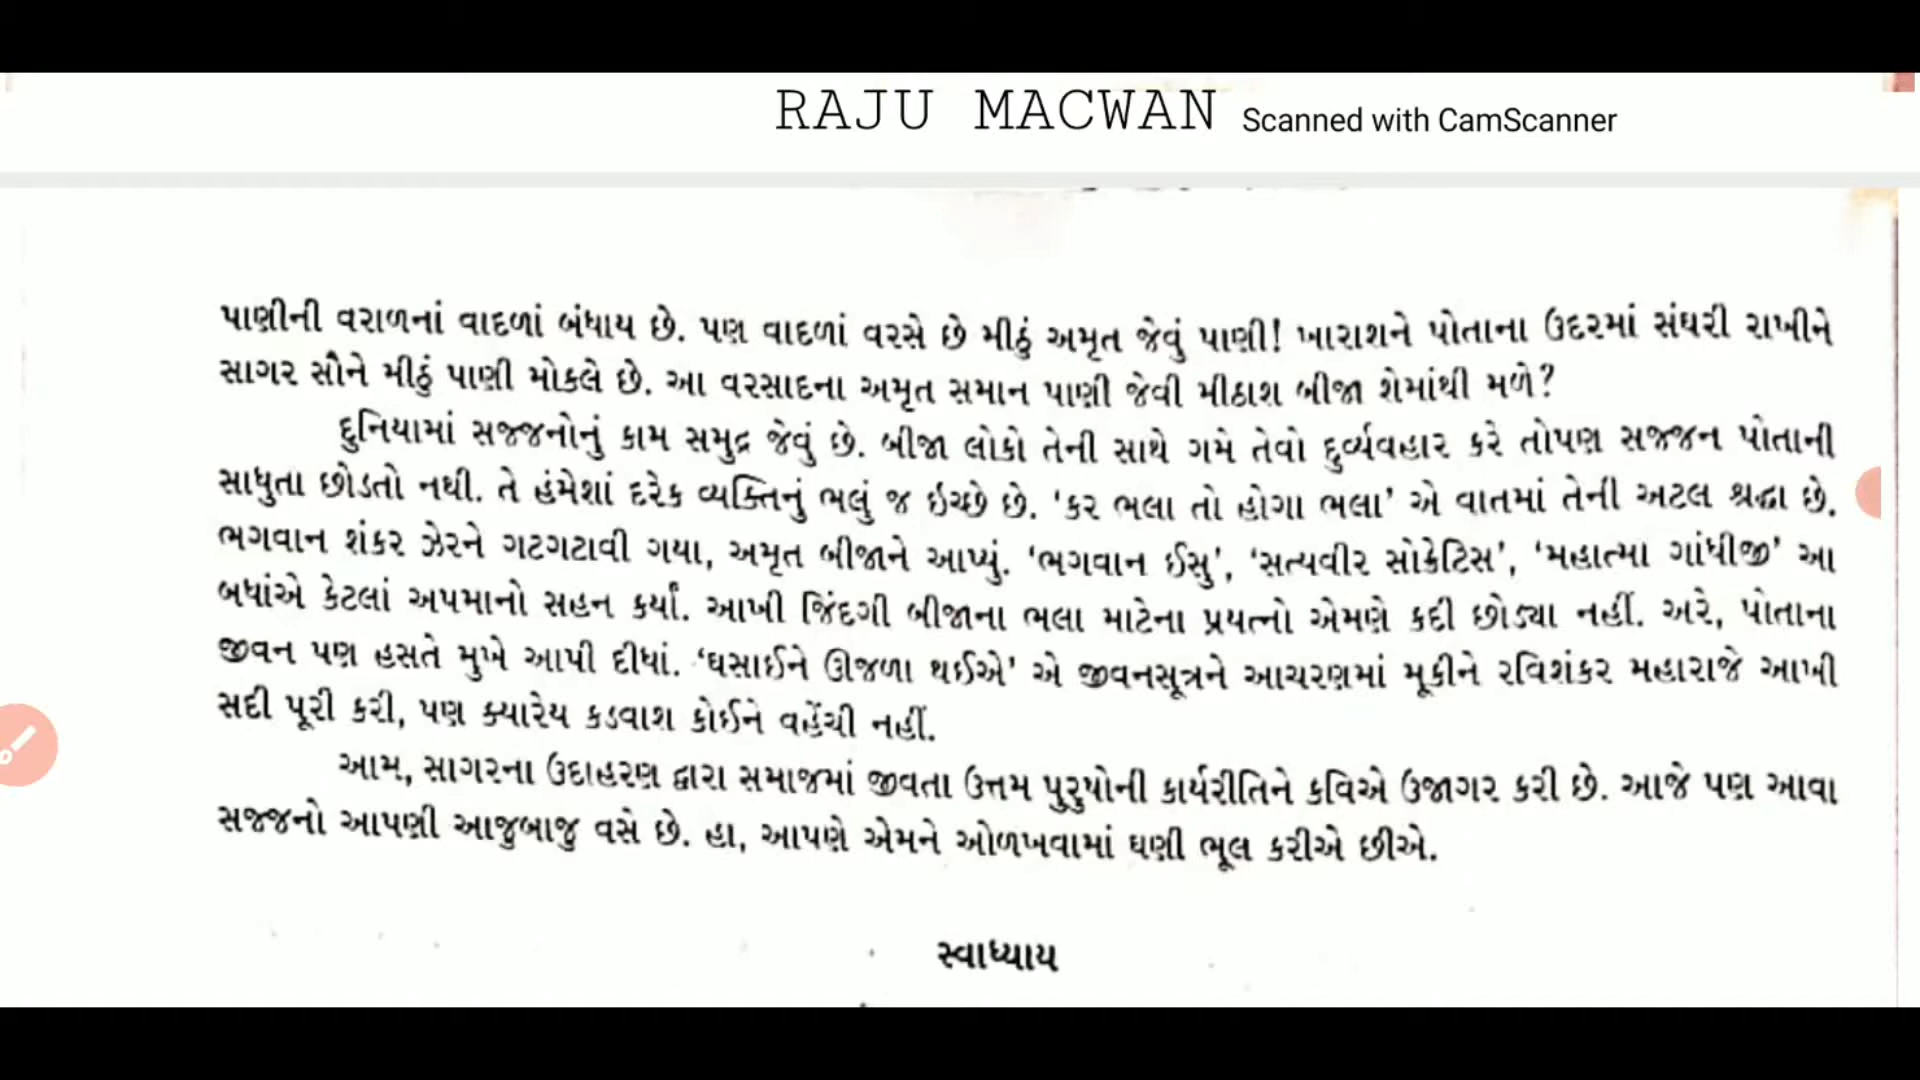 RAJU MACWAN Scanned with CamScanner
પાણીની વરાળનાં વાદળાં બંધાય છે. પણ વાદળાં વરસે છે મીઠું અમૃત જેવું પાણી! ખારાશને પોતાના ઉદરમાં સંઘરી રાખીને
સાગર સૌને મીઠું પાણી મોકલે છે. આ વરસાદના અમૃત સમાન પાણી જેવી મીઠાશ બીજા શેમાંથી મળે?
દુનિયામાં સજ્જનોનું કામ સમુદ્ર જેવું છે. બીજા લોકો તેની સાથે ગમે તેવો દુર્વ્યવહાર કરે તોપણ સજ્જન પોતાની
સાધુતા છોડતો નથી. તે હંમેશાં દરેક વ્યક્તિનું ભલું જ ઇચ્છે છે. ‘કર ભલા તો હોગા ભલા’ એ વાતમાં તેની અટલ શ્રદ્ધા છે.
ભગવાન શંકર ઝેરને ગટગટાવી ગયા, અમૃત બીજાને આપ્યું. ‘ભગવાન ઈસુ’, ‘સત્યવીર સોક્રેટિસ’, ‘મહાત્મા ગાંધીજી’ આ
બધાંએ કેટલાં અપમાનો સહન કર્યાં. આખી જિંદગી બીજાના ભલા માટેના પ્રયત્નો એમણે કદી છોડ્યા નહીં. અરે, પોતાના
જીવન પણ હસતે મુખે આપી દીધાં. ‘ઘસાઈને ઊજળા થઈએ’ એ જીવનસૂત્રને આચરણમાં મૂકીને રવિશંકર મહારાજે આખી
સદી પૂરી કરી, પણ ક્યારેય કડવાશ કોઈને વહેંચી નહીં.
આમ, સાગરના ઉદાહરણ દ્વારા સમાજમાં જીવતા ઉત્તમ પુરુષોની કાર્યરીતિને કવિએ ઉજાગર કરી છે. આજે પણ આવા
સજ્જનો આપણી આજુબાજુ વસે છે. હા, આપણે એમને ઓળખવામાં ઘણી ભૂલ કરીએ છીએ.
સ્વાધ્યાય